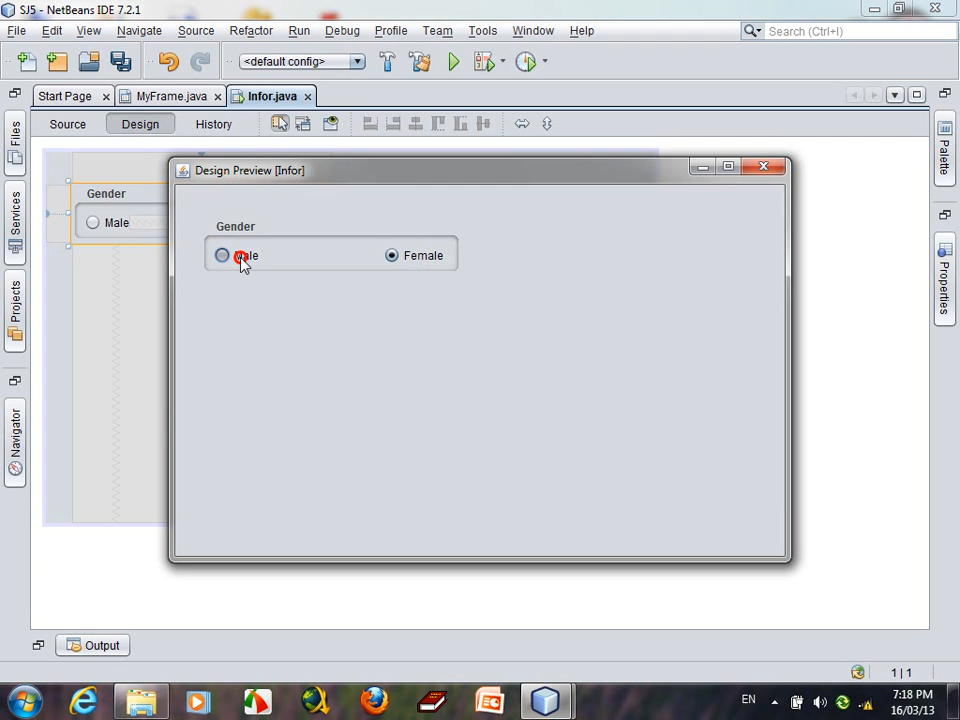 SJ5 - NetBeans IDE 7.2.1
File Edit View Navigate Source Refactor Run Debug Profile Team Tools Window Help
Search (Ctrl+I)
<default config>
Start Page MyFrame.java Infor.java
Source Design History
Files
Services
Projects
Navigator
Palette
Properties
Gender
Male
Design Preview [Infor]
Gender
Female
Output
1|1
EN
7:18 PM
16/03/13